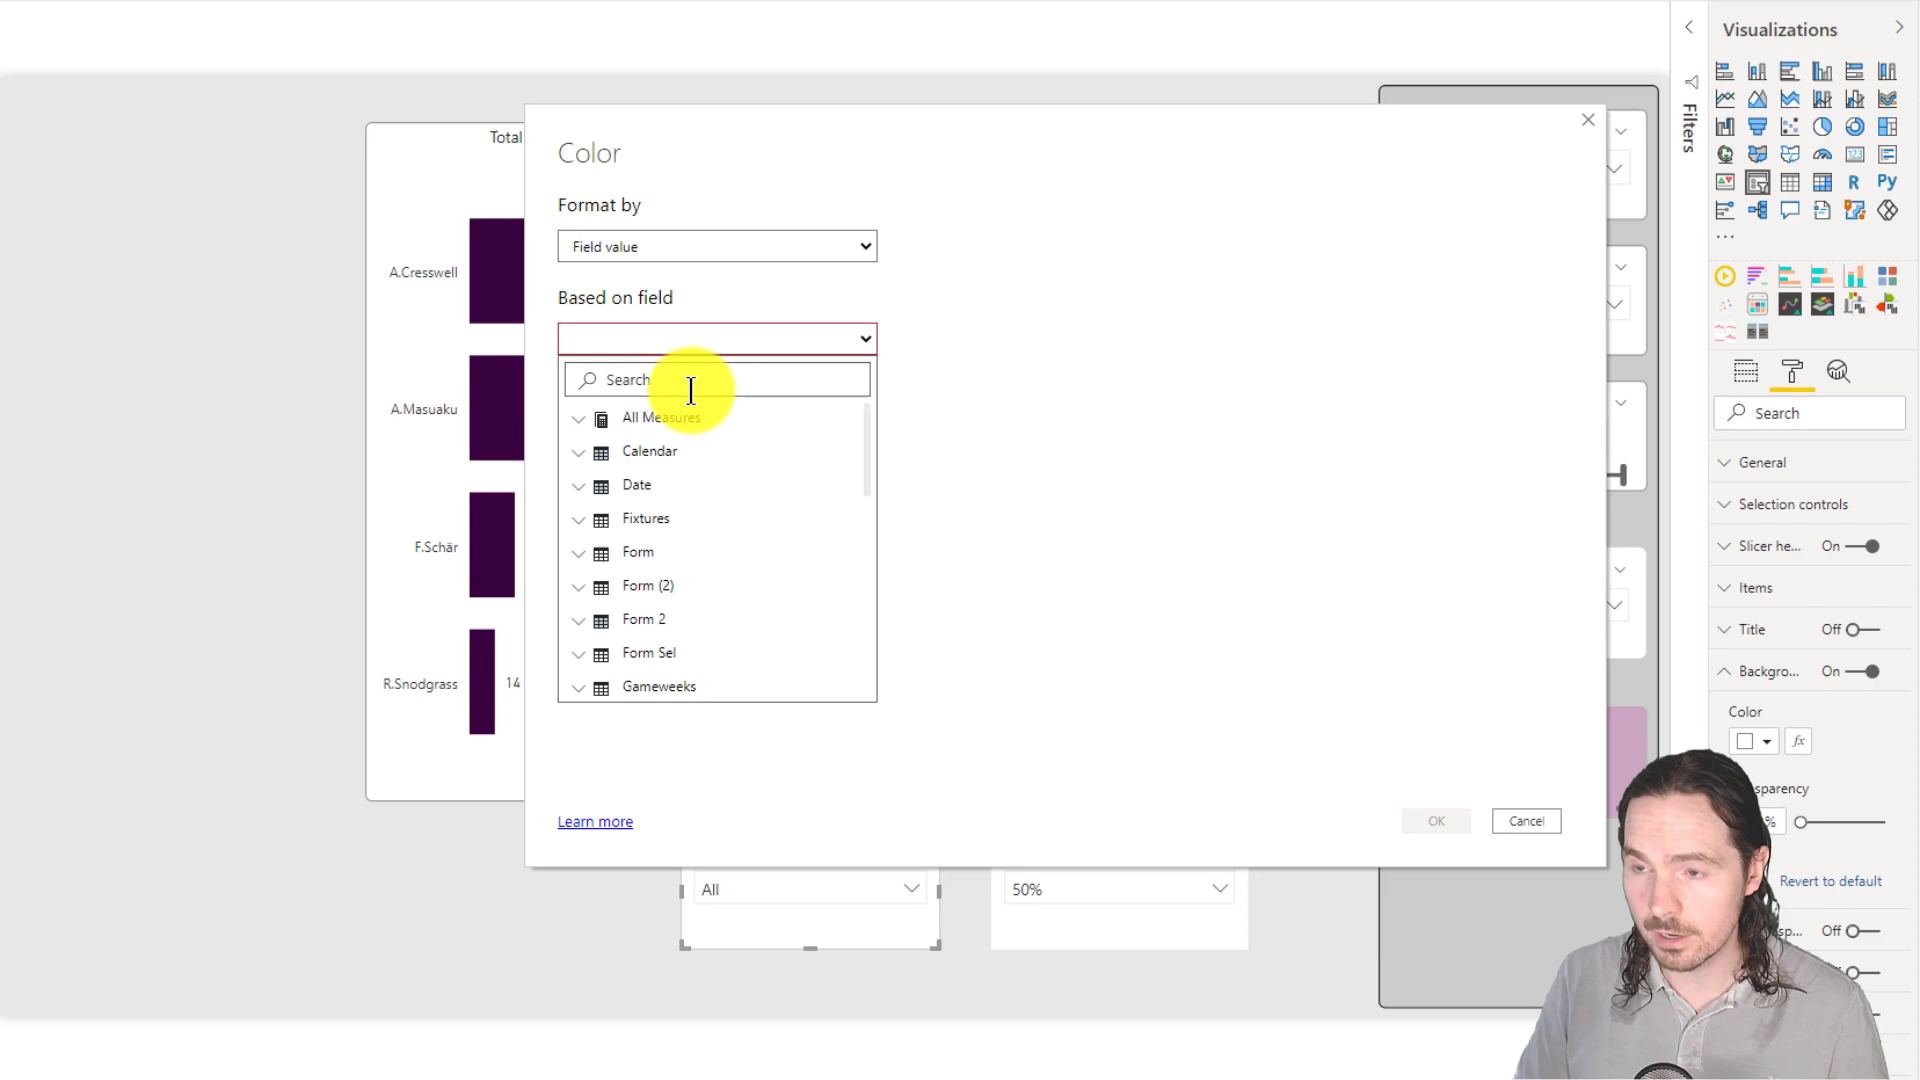 Visualizations
Filters
Total
Color
Format by
Field value
Based on field
Search
All Measures
Calendar
Date
Fixtures
Form
Form (2)
Form 2
Form Sel
Gameweeks
Learn more
OK
Cancel
A.Cresswell
A.Masuaku
F.Schär
R.Snodgrass
14
All
50%
R
Py
123
Search
General
Selection controls
Slicer he... On
Items
Title Off
Backgro... On
Color
fx
sparency
%
Revert to default
sp... Off